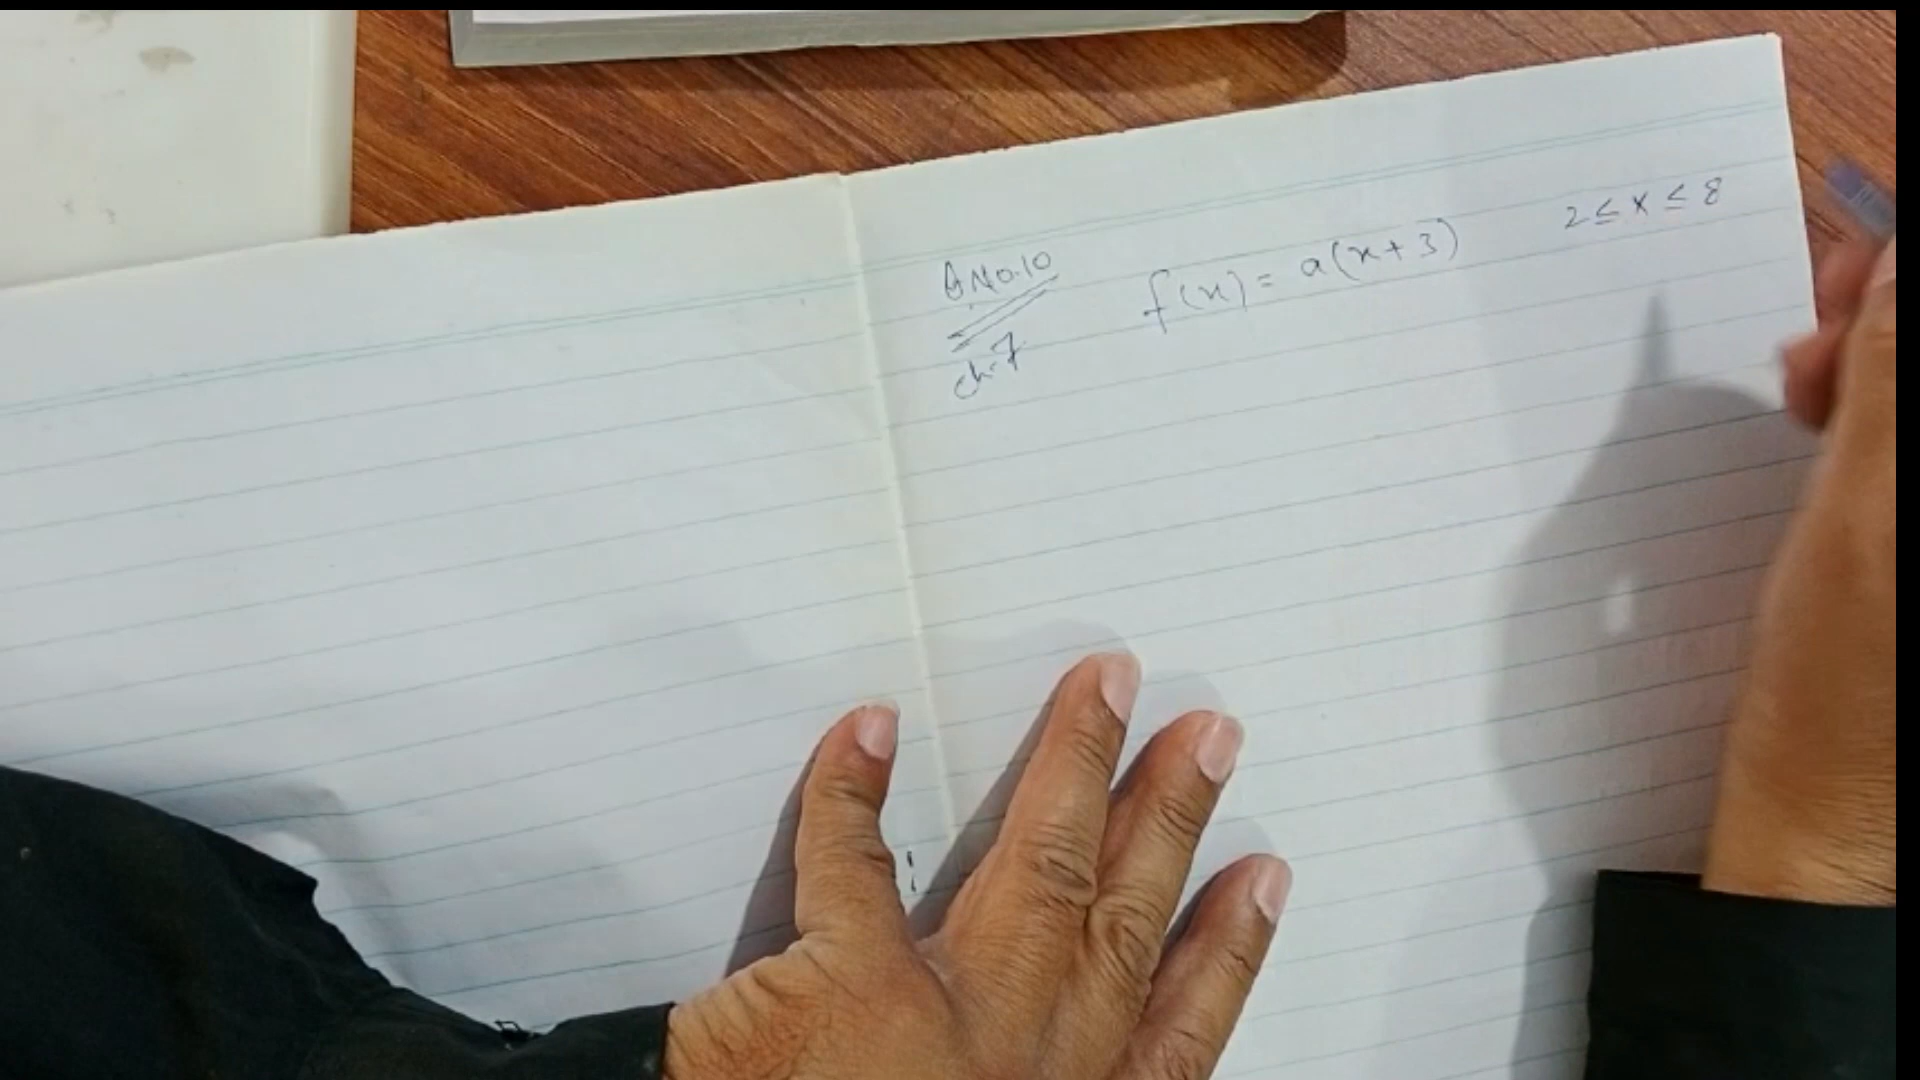 Q No.10
f(x) = a(x+3)    2 ≤ x ≤ 8
ch-7